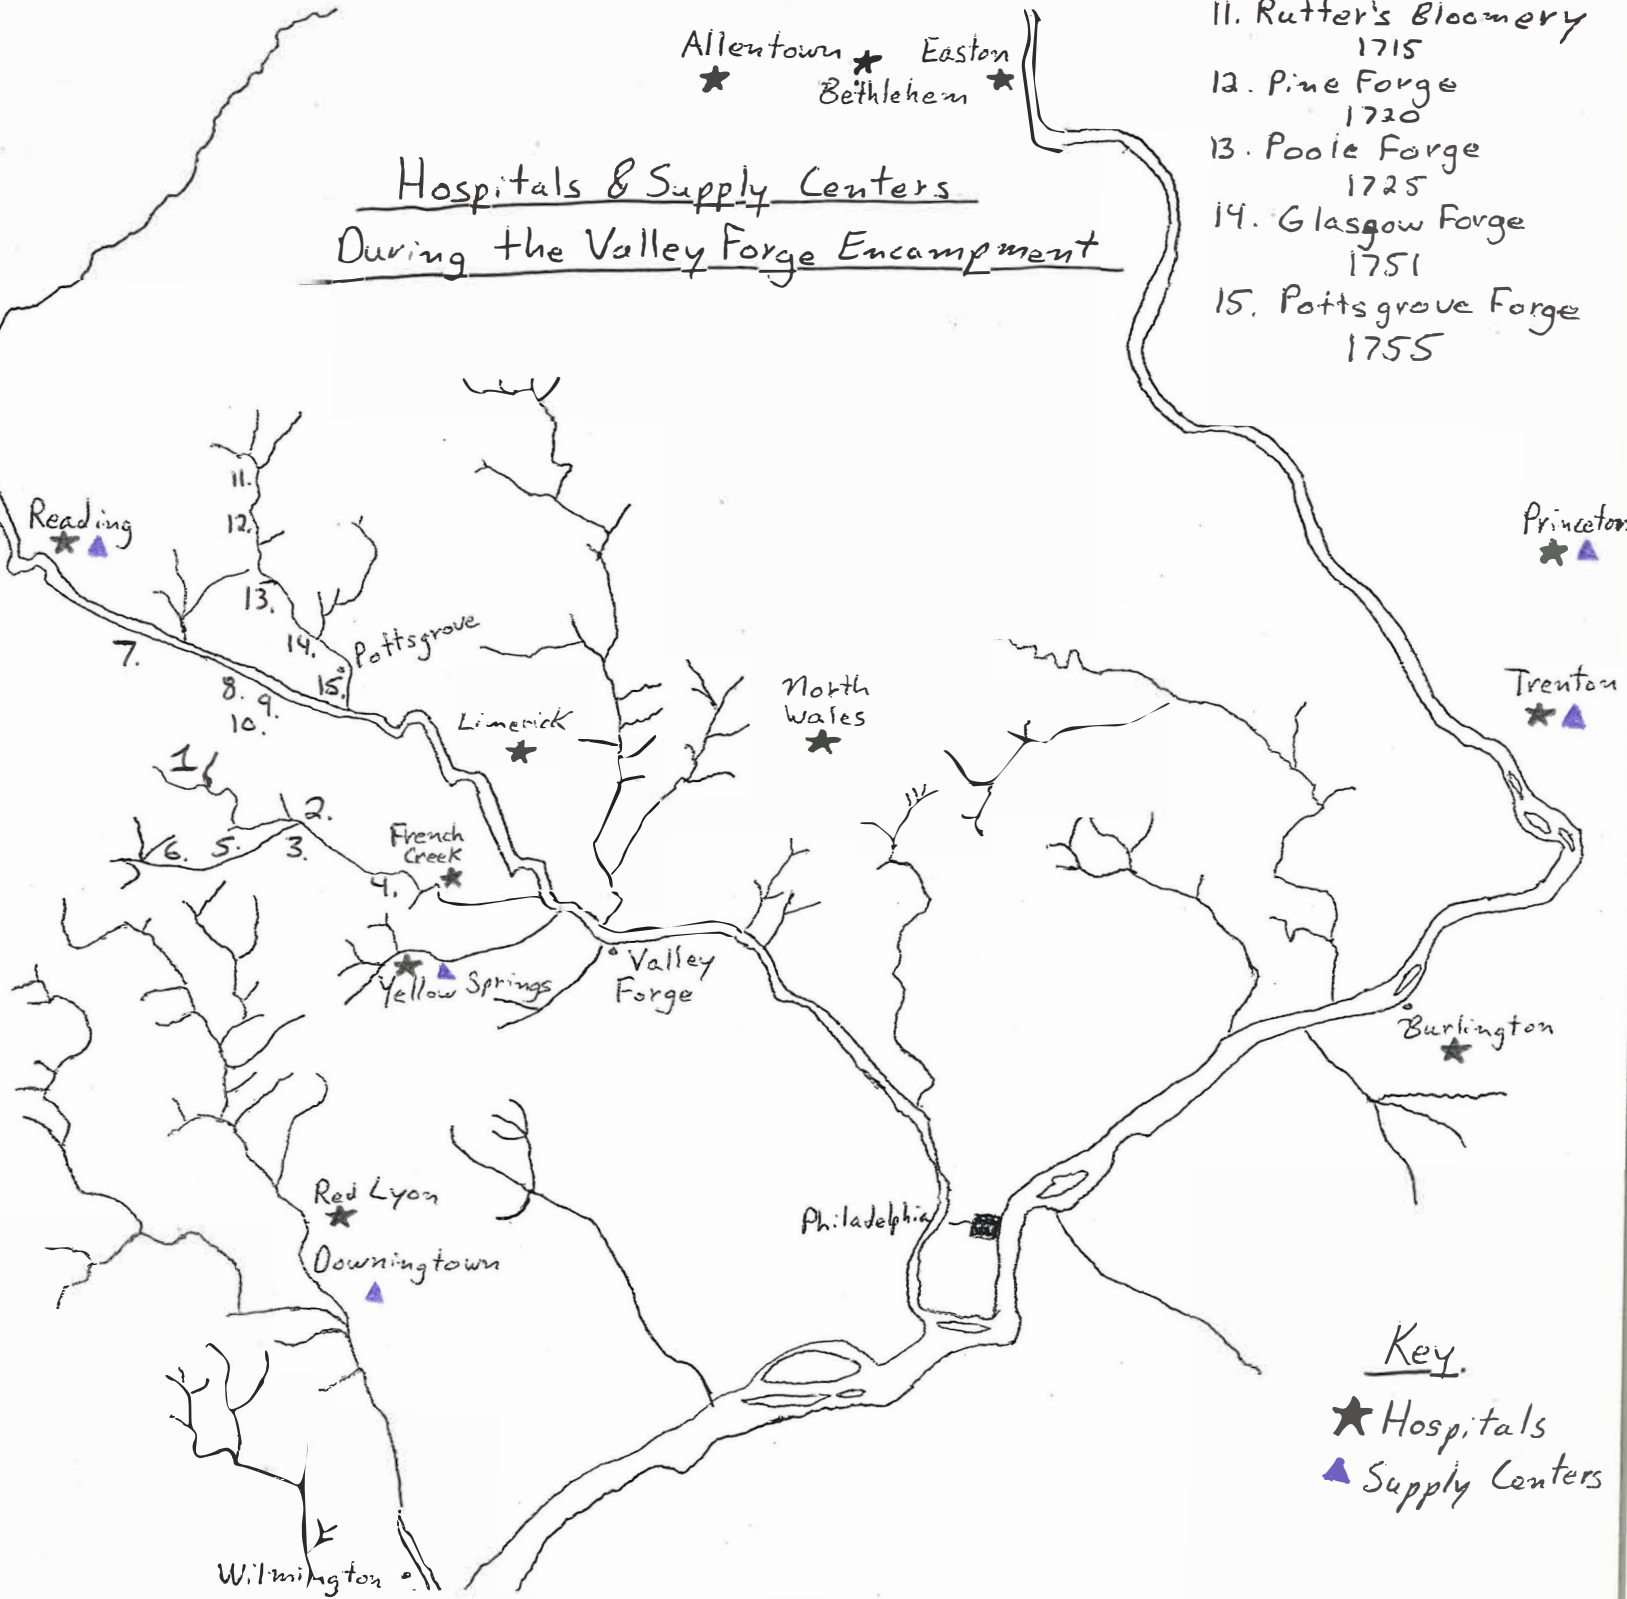 11. Rutter's Bloomery
1715
12. Pine Forge
1720
13. Poole Forge
1725
14. Glasgow Forge
1751
15. Potts grove Forge
1755
Allentown
Easton
Bethlehem
Hospitals & Supply Centers
During the Valley Forge Encampment
11.
Reading
12.
Princeton
13.
14.
Pottsgrove
7.
8.
9.
15.
10.
Limerick
North
Wales
Trenton
1
2.
French
Creek
6.
5.
3.
4.
Valley
Forge
Yellow Springs
Burlington
Red Lyon
Philadelphia
Downingtown
Key.
Hospitals
Supply Centers
Wilmington